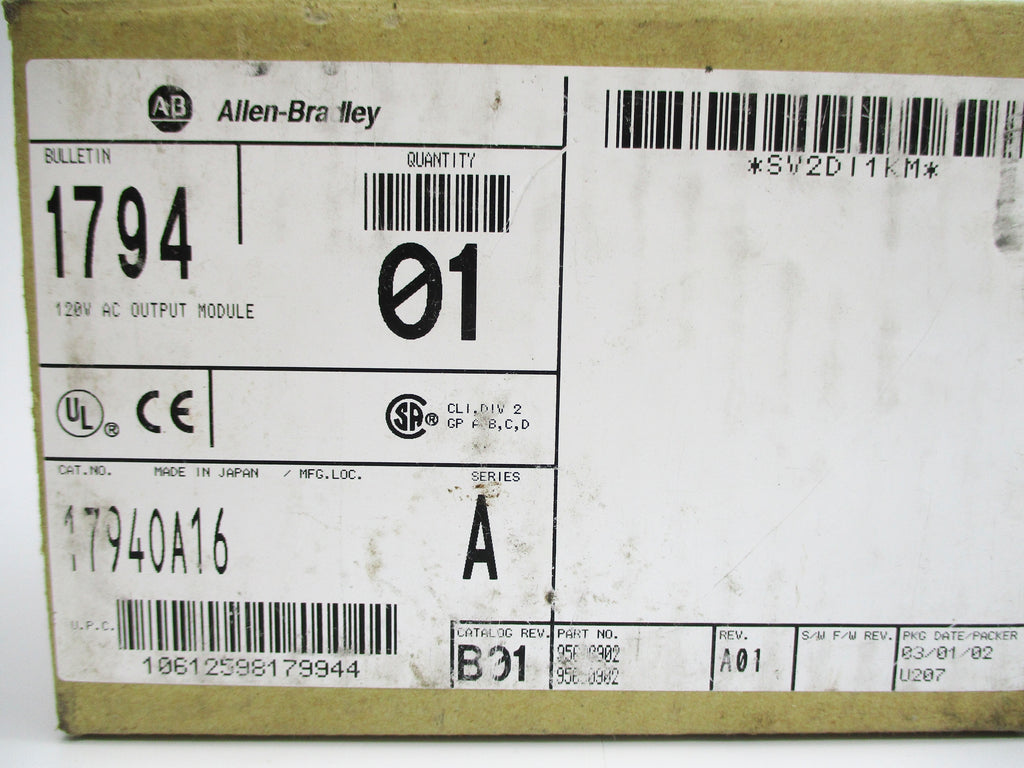 AB Allen-Bradley
*SV2DI1KM*
BULLETIN
QUANTITY
1794
01
120V AC OUTPUT MODULE
UL ® CE
SA ® CL1,DIV 2
GP A,B,C,D
CAT.NO. MADE IN JAPAN / MFG.LOC.
SERIES
1794OA16
A
U.P.C.
10612598179944
CATALOG REV.
B01
PART NO.
REV.
A01
S/W F/W REV.
PKG DATE/PACKER
03/01/02
U207